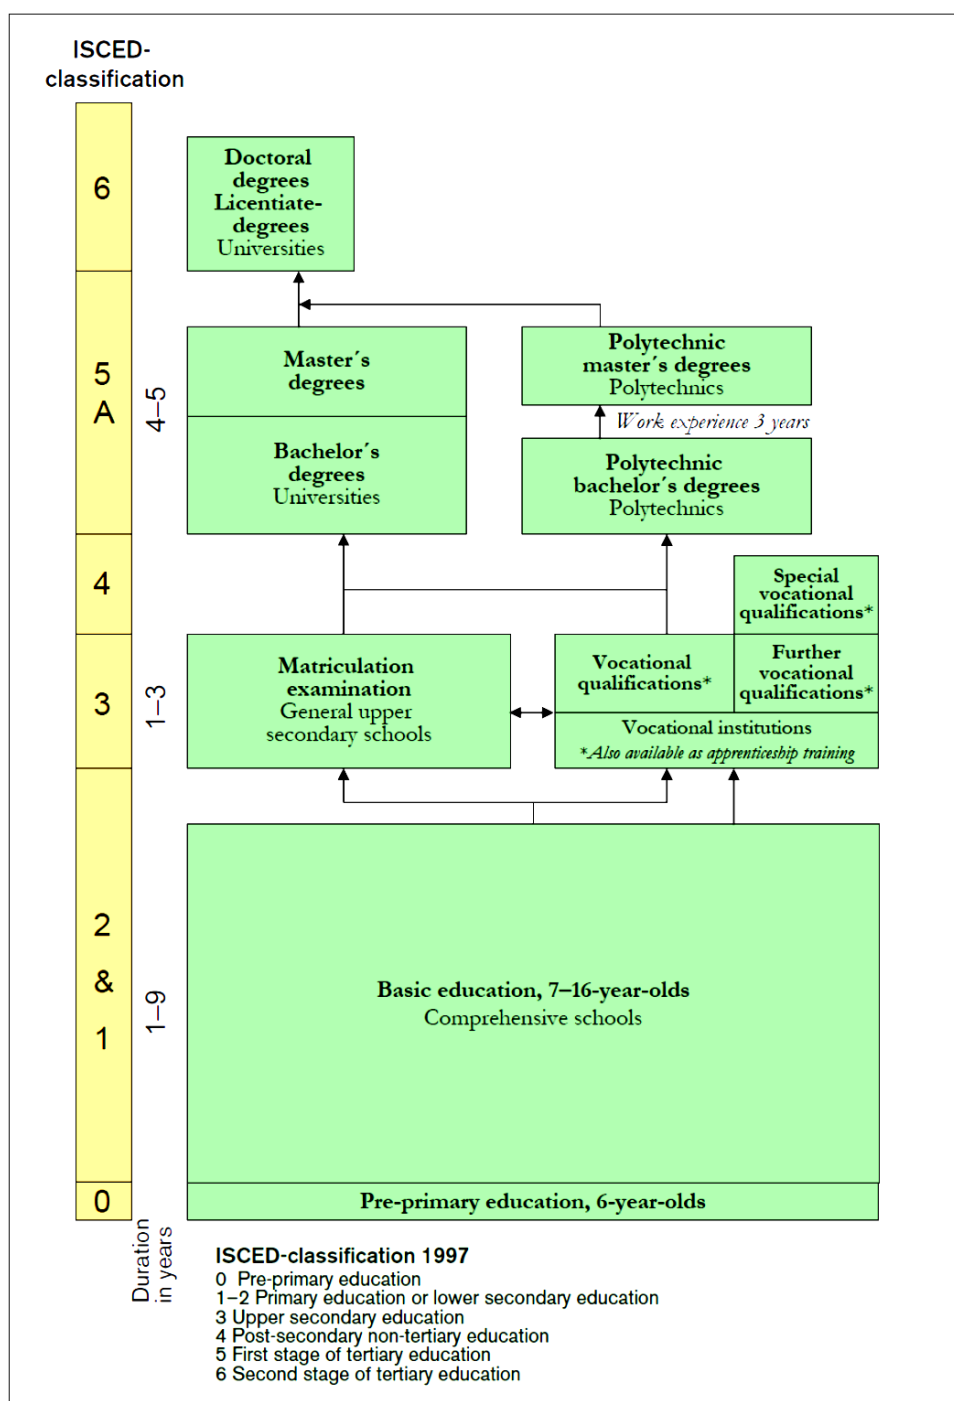 ISCED-
classification
6
Doctoral
degrees
Licentiate-
degrees
Universities
5
A
4–5
Master´s
degrees
Bachelor´s
degrees
Universities
Polytechnic
master´s degrees
Polytechnics
Work experience 3 years
Polytechnic
bachelor´s degrees
Polytechnics
4
Special
vocational
qualifications*
3
1–3
Matriculation
examination
General upper
secondary schools
Vocational
qualifications*
Further
vocational
qualifications*
Vocational institutions
*Also available as apprenticeship training
2
&
1
1–9
Basic education, 7–16-year-olds
Comprehensive schools
0
Pre-primary education, 6-year-olds
Duration
in years
ISCED-classification 1997
0 Pre-primary education
1–2 Primary education or lower secondary education
3 Upper secondary education
4 Post-secondary non-tertiary education
5 First stage of tertiary education
6 Second stage of tertiary education